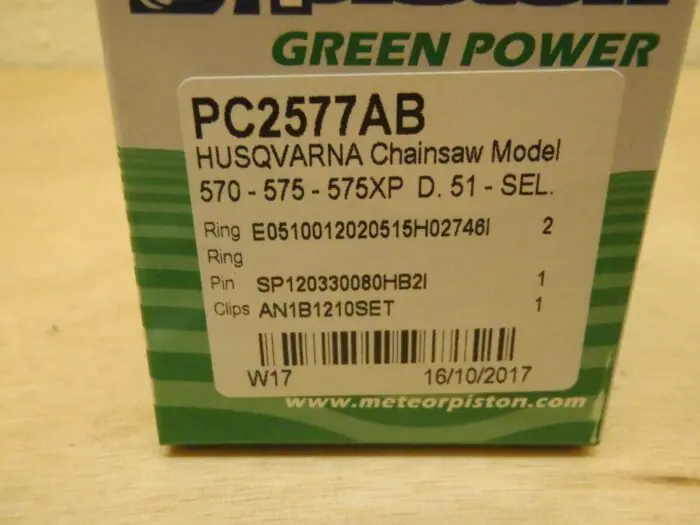 piston
GREEN POWER
PC2577AB
HUSQVARNA Chainsaw Model
570 - 575 - 575XP D. 51 - SEL.
Ring E0510012020515H02746I 2
Ring
Pin SP120330080HB2I 1
Clips AN1B1210SET 1
W17 16/10/2017
www.meteorpiston.com